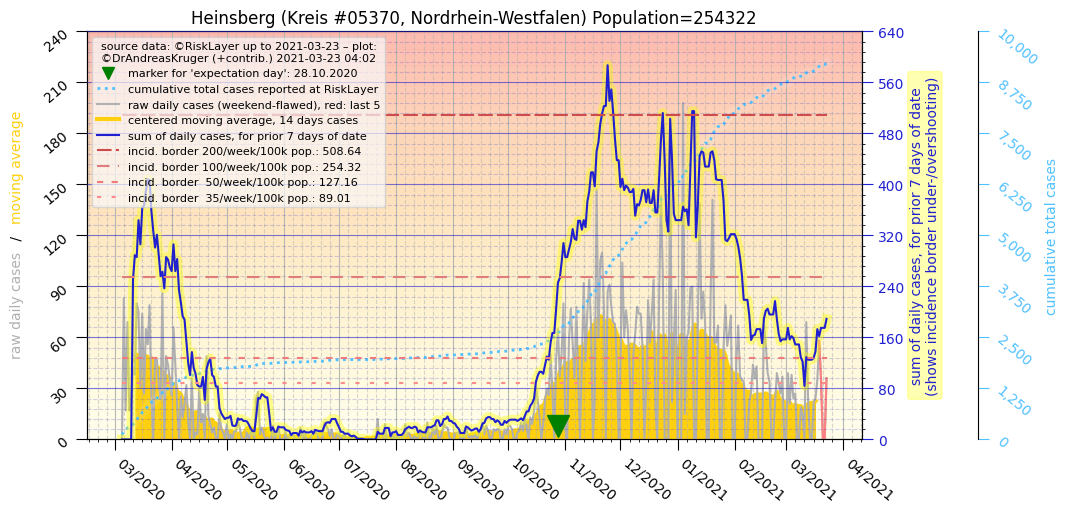 Heinsberg (Kreis #05370, Nordrhein-Westfalen) Population=254322
source data: ©RiskLayer up to 2021-03-23 – plot:
©DrAndreasKruger (+contrib.) 2021-03-23 04:02
marker for 'expectation day': 28.10.2020
cumulative total cases reported at RiskLayer
raw daily cases (weekend-flawed), red: last 5
centered moving average, 14 days cases
sum of daily cases, for prior 7 days of date
incid. border 200/week/100k pop.: 508.64
incid. border 100/week/100k pop.: 254.32
incid. border  50/week/100k pop.: 127.16
incid. border  35/week/100k pop.: 89.01
raw daily cases / moving average
240
210
180
150
120
90
60
30
0
03/2020
04/2020
05/2020
06/2020
07/2020
08/2020
09/2020
10/2020
11/2020
12/2020
01/2021
02/2021
03/2021
04/2021
640
560
480
400
320
240
160
80
0
sum of daily cases, for prior 7 days of date
(shows incidence border under-/overshooting)
10,000
8,750
7,500
6,250
5,000
3,750
2,500
1,250
0
cumulative total cases